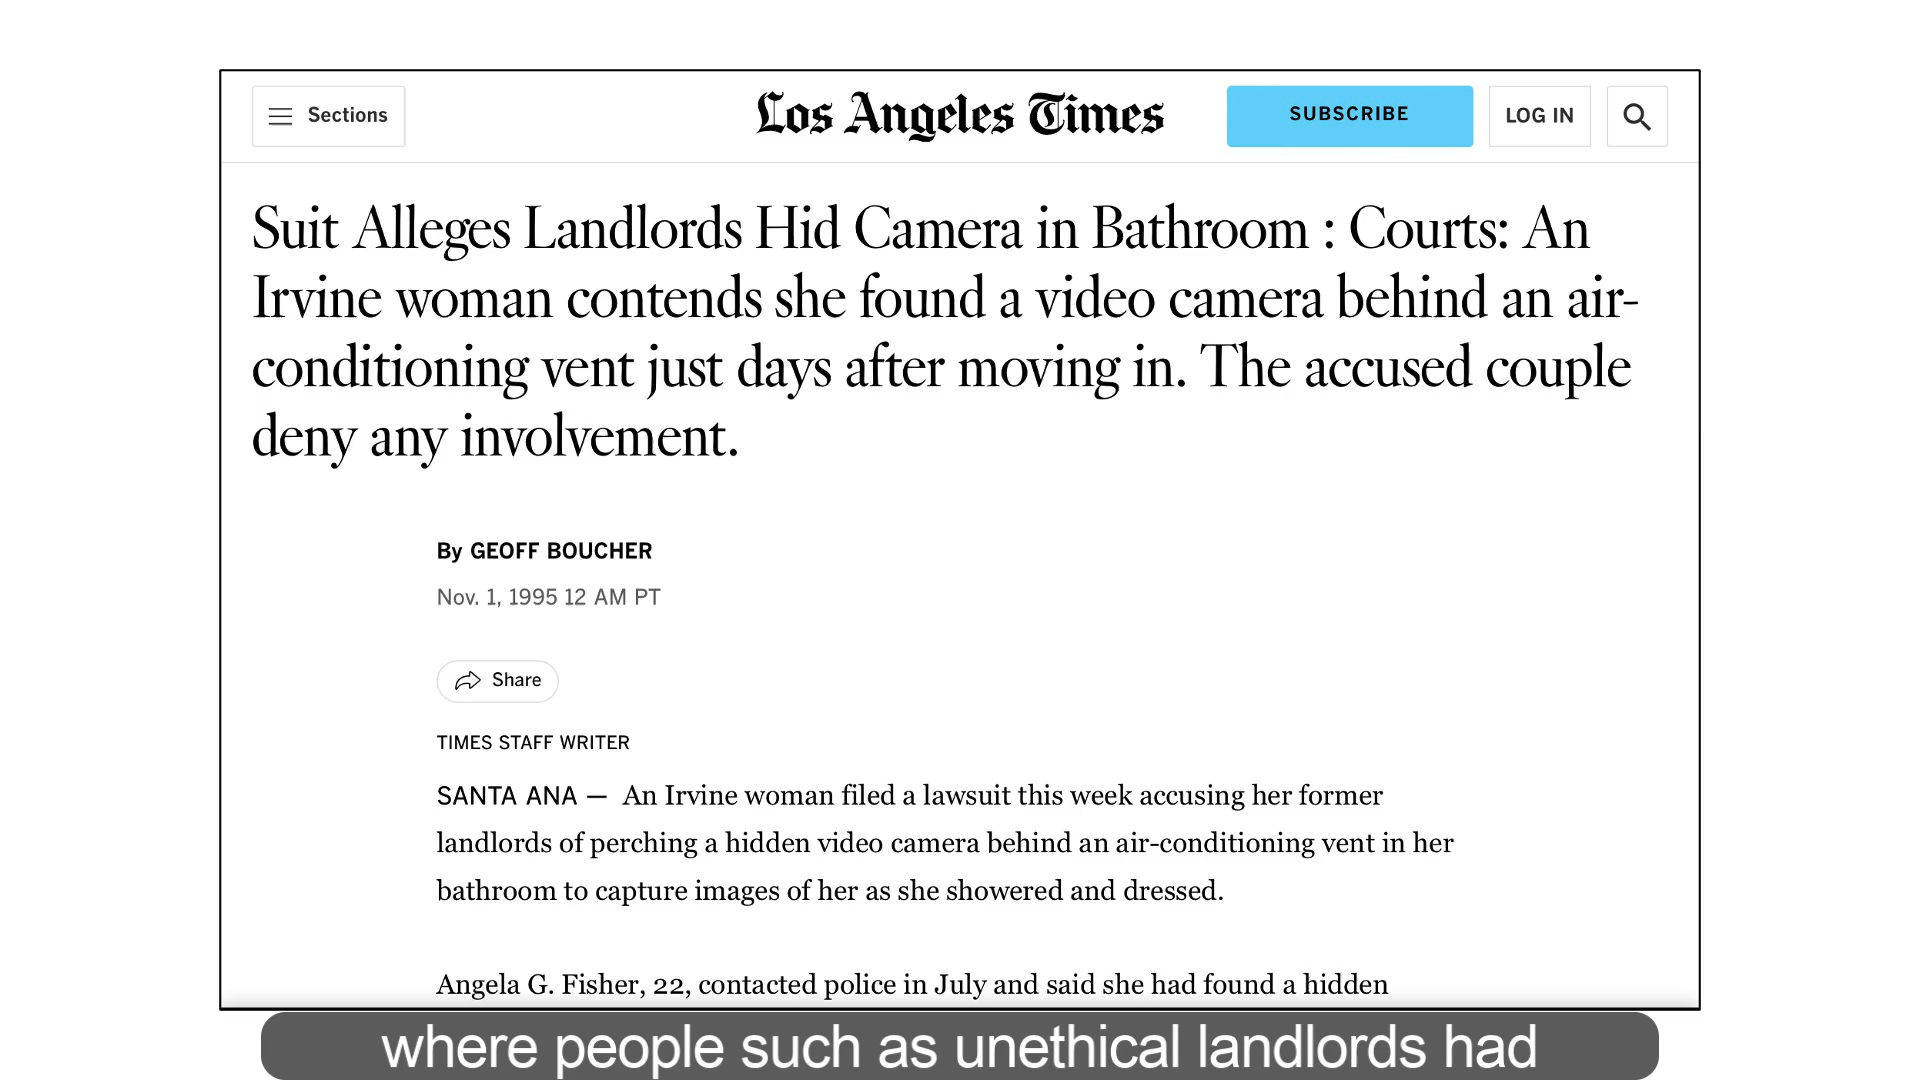 Sections
Los Angeles Times
SUBSCRIBE
LOG IN
Suit Alleges Landlords Hid Camera in Bathroom : Courts: An
Irvine woman contends she found a video camera behind an air-
conditioning vent just days after moving in. The accused couple
deny any involvement.
By GEOFF BOUCHER
Nov. 1, 1995 12 AM PT
Share
TIMES STAFF WRITER
SANTA ANA — An Irvine woman filed a lawsuit this week accusing her former
landlords of perching a hidden video camera behind an air-conditioning vent in her
bathroom to capture images of her as she showered and dressed.
Angela G. Fisher, 22, contacted police in July and said she had found a hidden
where people such as unethical landlords had